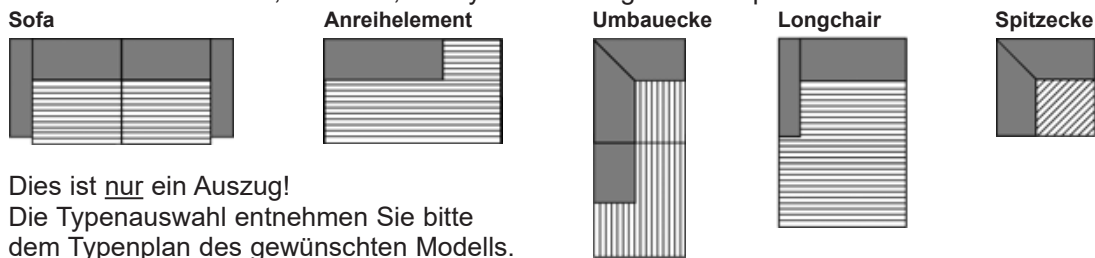 Sofa
Anreihelement
Umbauecke
Longchair
Spitzecke
Dies ist nur ein Auszug!
Die Typenauswahl entnehmen Sie bitte
dem Typenplan des gewünschten Modells.